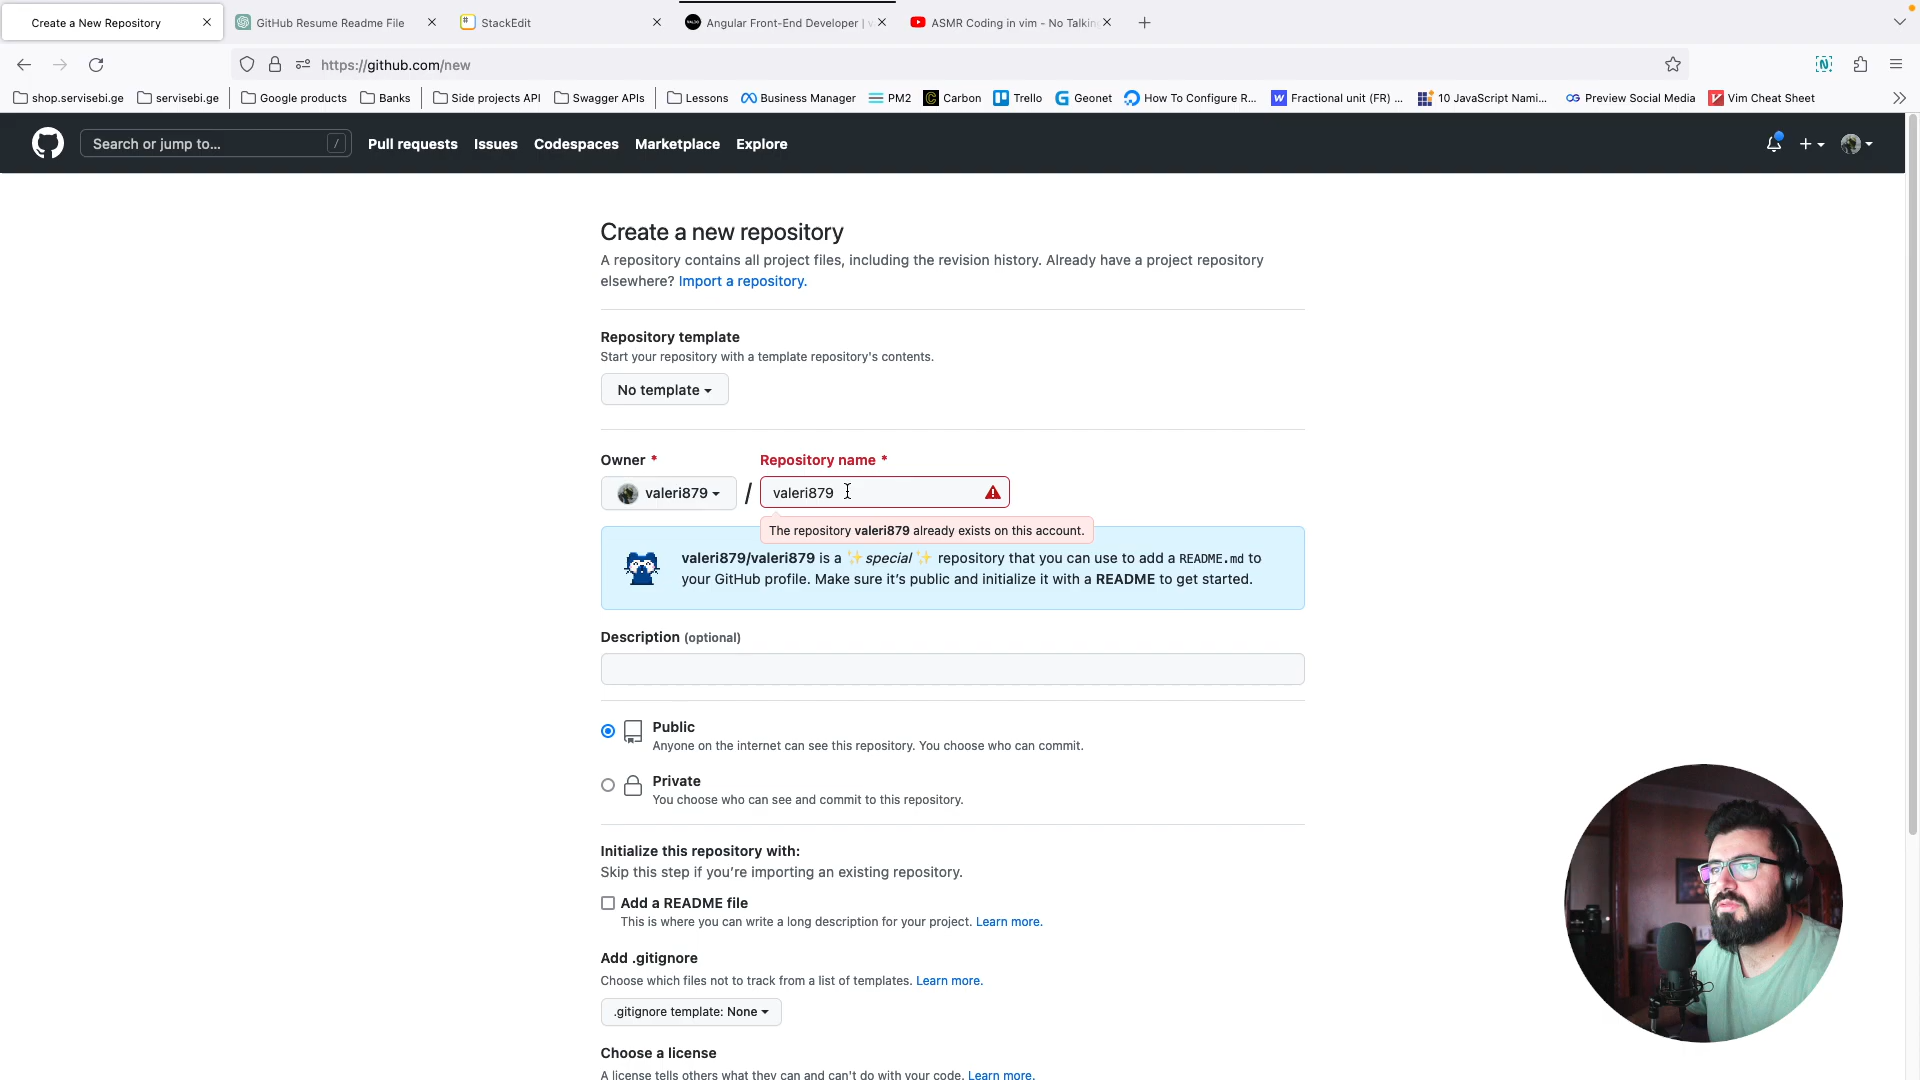 Create a New Repository
GitHub Resume Readme File
StackEdit
Angular Front-End Developer |
ASMR Coding in vim - No Talkin
https://github.com/new
shop.servisebi.ge
servisebi.ge
Google products
Banks
Side projects API
Swagger APIs
Lessons
Business Manager
PM2
Carbon
Trello
Geonet
How To Configure R...
Fractional unit (FR) ...
10 JavaScript Nami...
Preview Social Media
Vim Cheat Sheet
Search or jump to... /
Pull requests
Issues
Codespaces
Marketplace
Explore
Create a new repository
A repository contains all project files, including the revision history. Already have a project repository
elsewhere? Import a repository.
Repository template
Start your repository with a template repository's contents.
No template
Owner *
Repository name *
valeri879 / valeri879
The repository valeri879 already exists on this account.
valeri879/valeri879 is a ✨ special ✨ repository that you can use to add a README.md to
your GitHub profile. Make sure it's public and initialize it with a README to get started.
Description (optional)
Public
Anyone on the internet can see this repository. You choose who can commit.
Private
You choose who can see and commit to this repository.
Initialize this repository with:
Skip this step if you're importing an existing repository.
Add a README file
This is where you can write a long description for your project. Learn more.
Add .gitignore
Choose which files not to track from a list of templates. Learn more.
.gitignore template: None
Choose a license
A license tells others what they can and can't do with your code. Learn more.